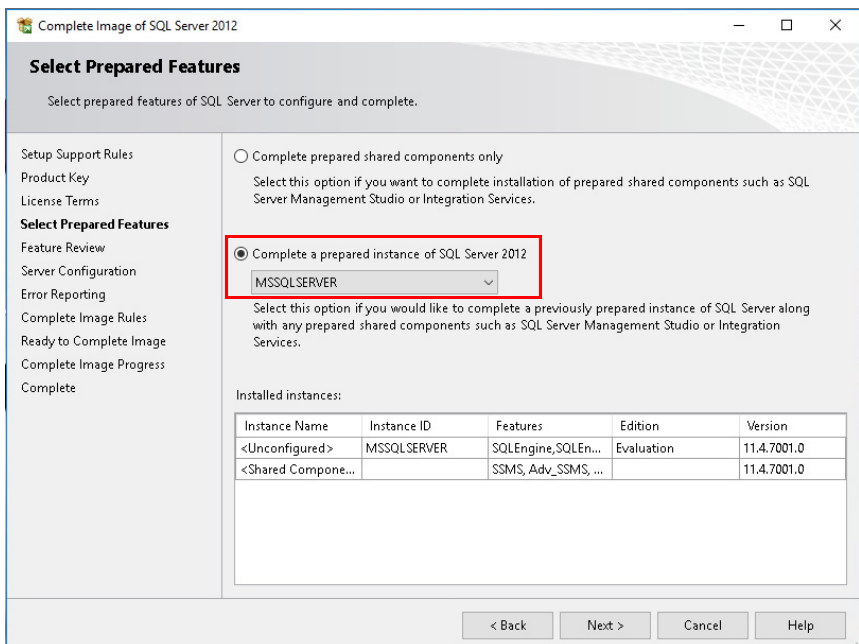 Complete Image of SQL Server 2012
Select Prepared Features
Select prepared features of SQL Server to configure and complete.
Setup Support Rules
Product Key
License Terms
Select Prepared Features
Feature Review
Server Configuration
Error Reporting
Complete Image Rules
Ready to Complete Image
Complete Image Progress
Complete
Complete prepared shared components only
Select this option if you want to complete installation of prepared shared components such as SQL
Server Management Studio or Integration Services.
Complete a prepared instance of SQL Server 2012
MSSQLSERVER
Select this option if you would like to complete a previously prepared instance of SQL Server along
with any prepared shared components such as SQL Server Management Studio or Integration
Services.
Installed instances:
Instance Name Instance ID Features Edition Version
<Unconfigured> MSSQLSERVER SQLEngine,SQLEn... Evaluation 11.4.7001.0
<Shared Compone... SSMS, Adv_SSMS, ... 11.4.7001.0
< Back Next > Cancel Help